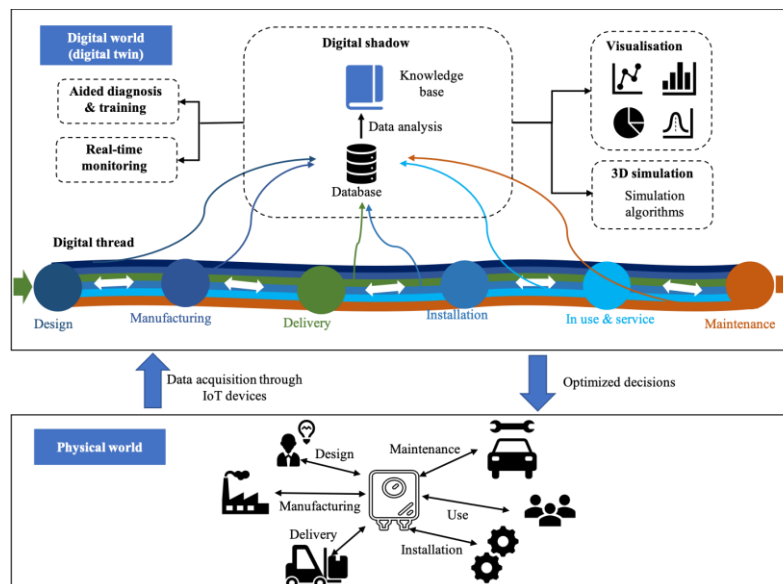 Digital world
(digital twin)
Digital shadow
Knowledge
base
Data analysis
Database
Aided diagnosis
& training
Real-time
monitoring
Visualisation
3D simulation
Simulation
algorithms
Digital thread
Design
Manufacturing
Delivery
Installation
In use & service
Maintenance
Data acquisition through
IoT devices
Optimized decisions
Physical world
Design
Maintenance
Manufacturing
Use
Delivery
Installation